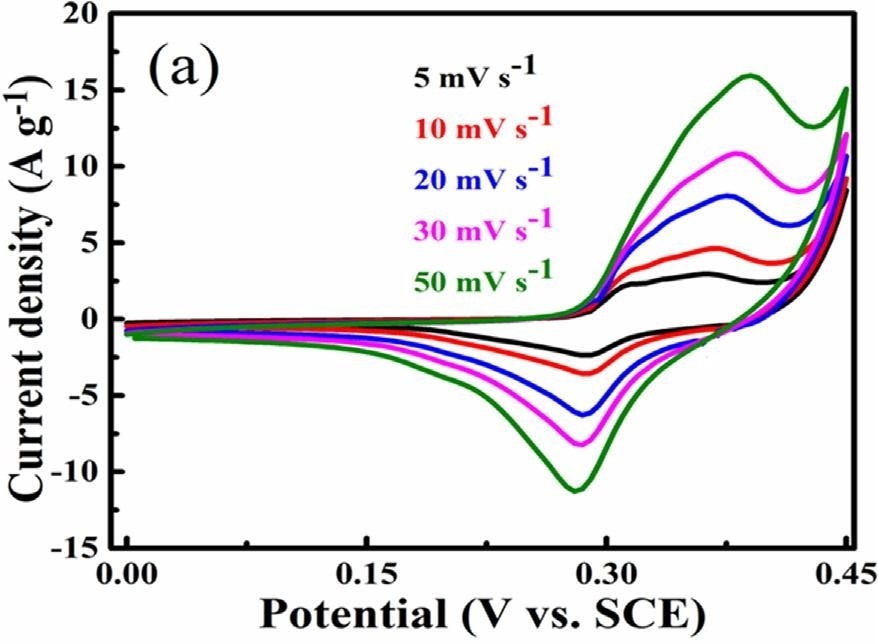 (a)
5 mV s⁻¹
10 mV s⁻¹
20 mV s⁻¹
30 mV s⁻¹
50 mV s⁻¹
20
15
10
5
0
-5
-10
-15
Current density (A g⁻¹)
0.00 0.15 0.30 0.45
Potential (V vs. SCE)